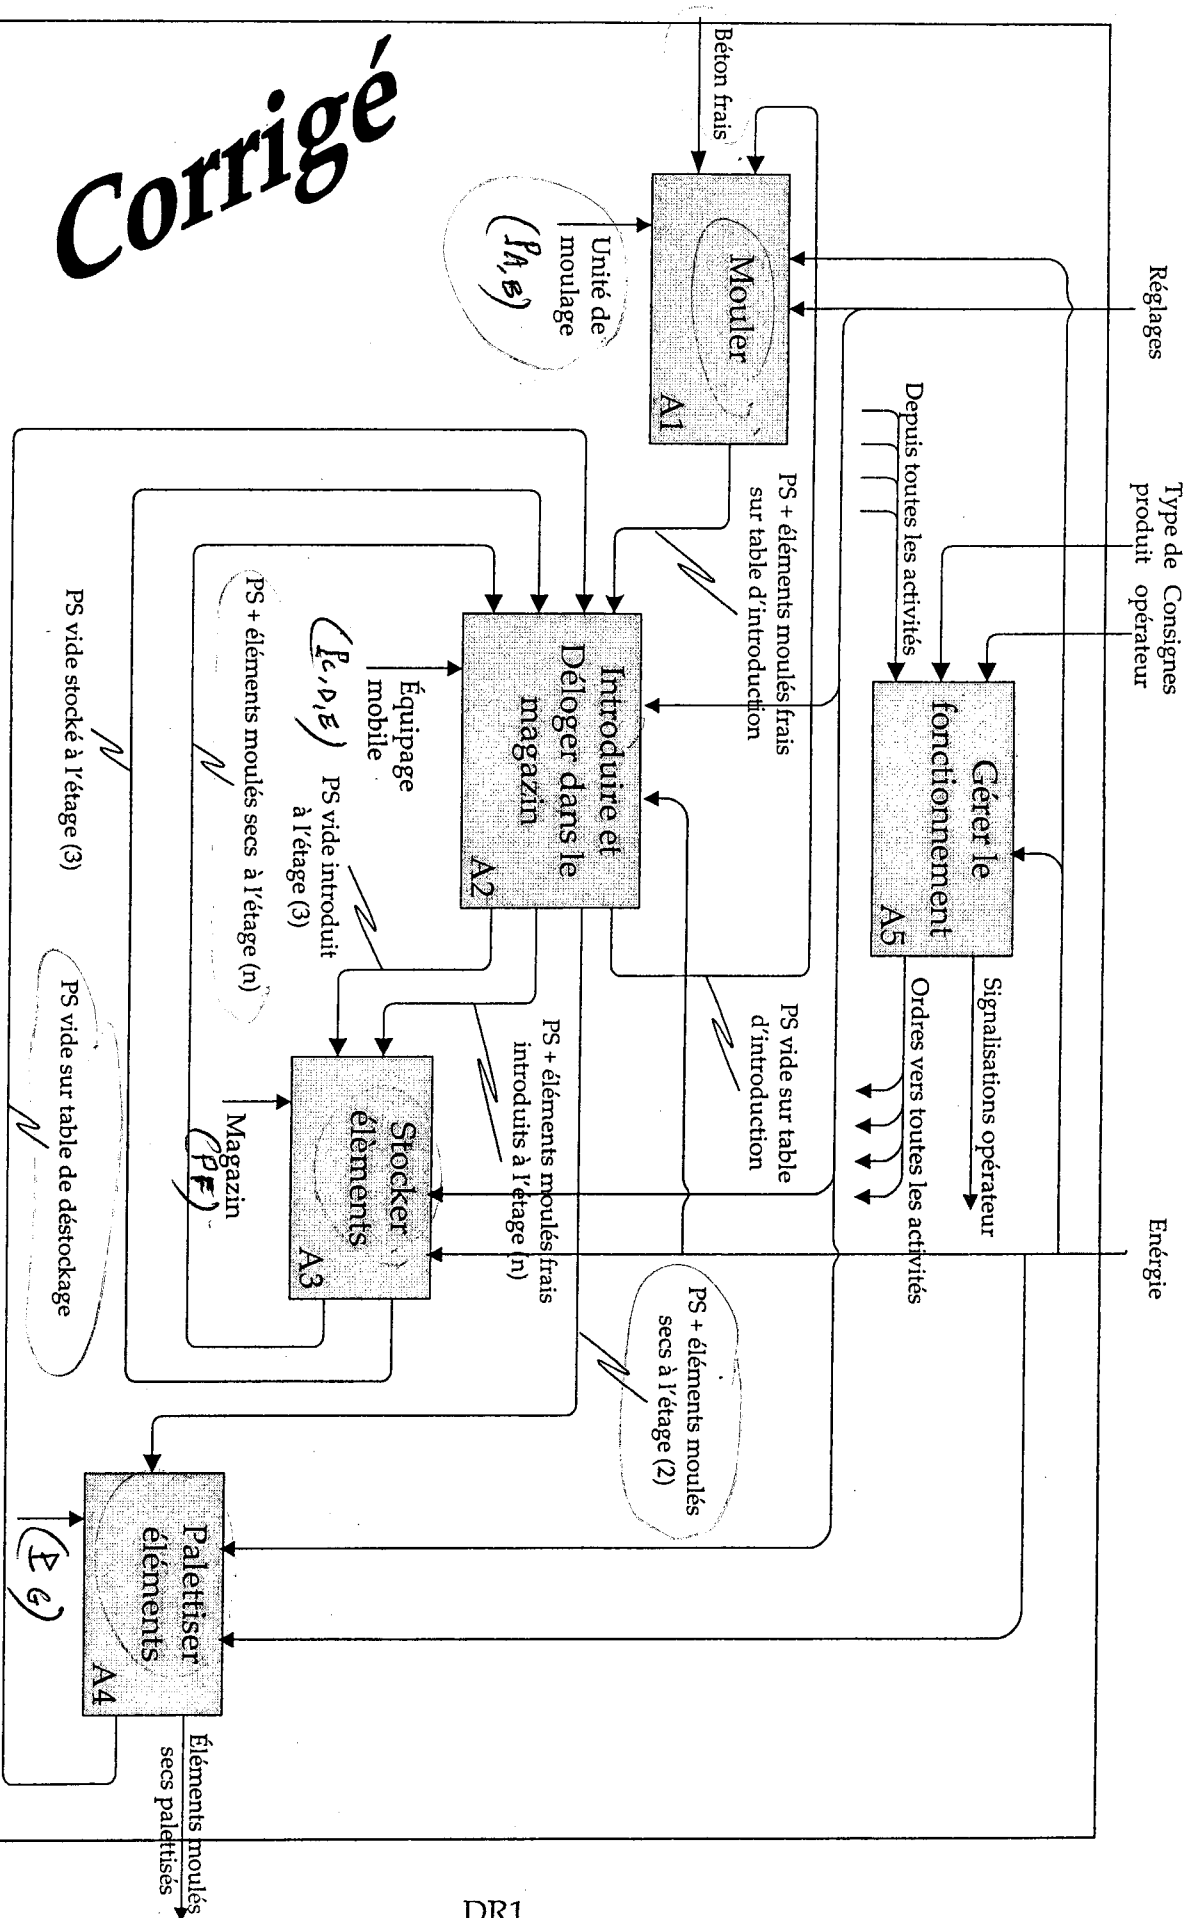 Corrigé
Réglages
Type de
produit
Consignes
opérateur
Enérgie
Béton frais
Mouler
A1
Unité de
moulage
(PA,B)
Depuis toutes les activités
Gérer le
fonctionnement
A5
Signalisations opérateur
Ordres vers toutes les activités
PS + éléments moulés frais
sur table d'introduction
PS vide sur table
d'introduction
Introduire et
Déloger dans le
magazin
A2
Équipage
mobile
(PC,D,E)
PS vide introduit
à l'étage (3)
PS + éléments moulés frais
introduits à l'étage (n)
PS + éléments moulés
secs à l'étage (2)
Stocker
élèments
A3
Magazin
(PF)
PS + éléments moulés secs à l'étage (n)
PS vide stocké à l'étage (3)
PS vide sur table de déstockage
Palettiser
éléments
A4
(PG)
Éléments moulés
secs palettisés
DR1